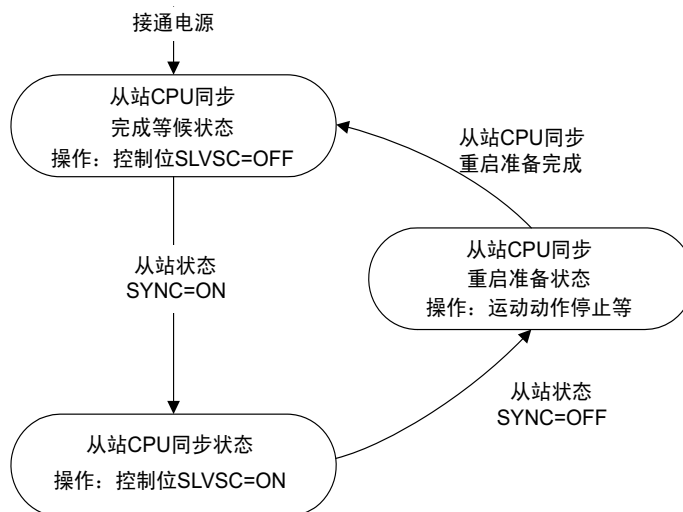 接通电源
从站CPU同步
完成等候状态
操作：控制位SLVSC=OFF
从站CPU同步
重启准备完成
从站状态
SYNC=ON
从站CPU同步
重启准备状态
操作：运动动作停止等
从站状态
SYNC=OFF
从站CPU同步状态
操作：控制位SLVSC=ON